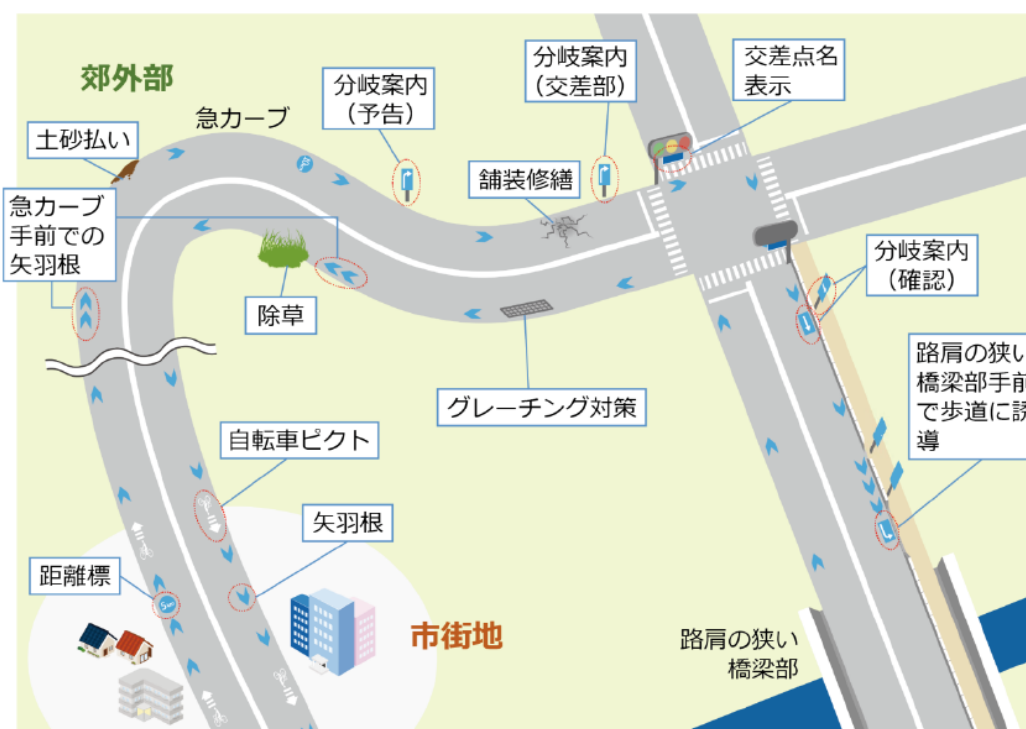 郊外部
急カーブ
土砂払い
分岐案内
（予告）
分岐案内
（交差部）
交差点名
表示
急カーブ
手前での
矢羽根
舗装修繕
除草
分岐案内
（確認）
グレーチング対策
路肩の狭い
橋梁部手前
で歩道に誘
導
自転車ピクト
矢羽根
距離標
市街地
路肩の狭い
橋梁部